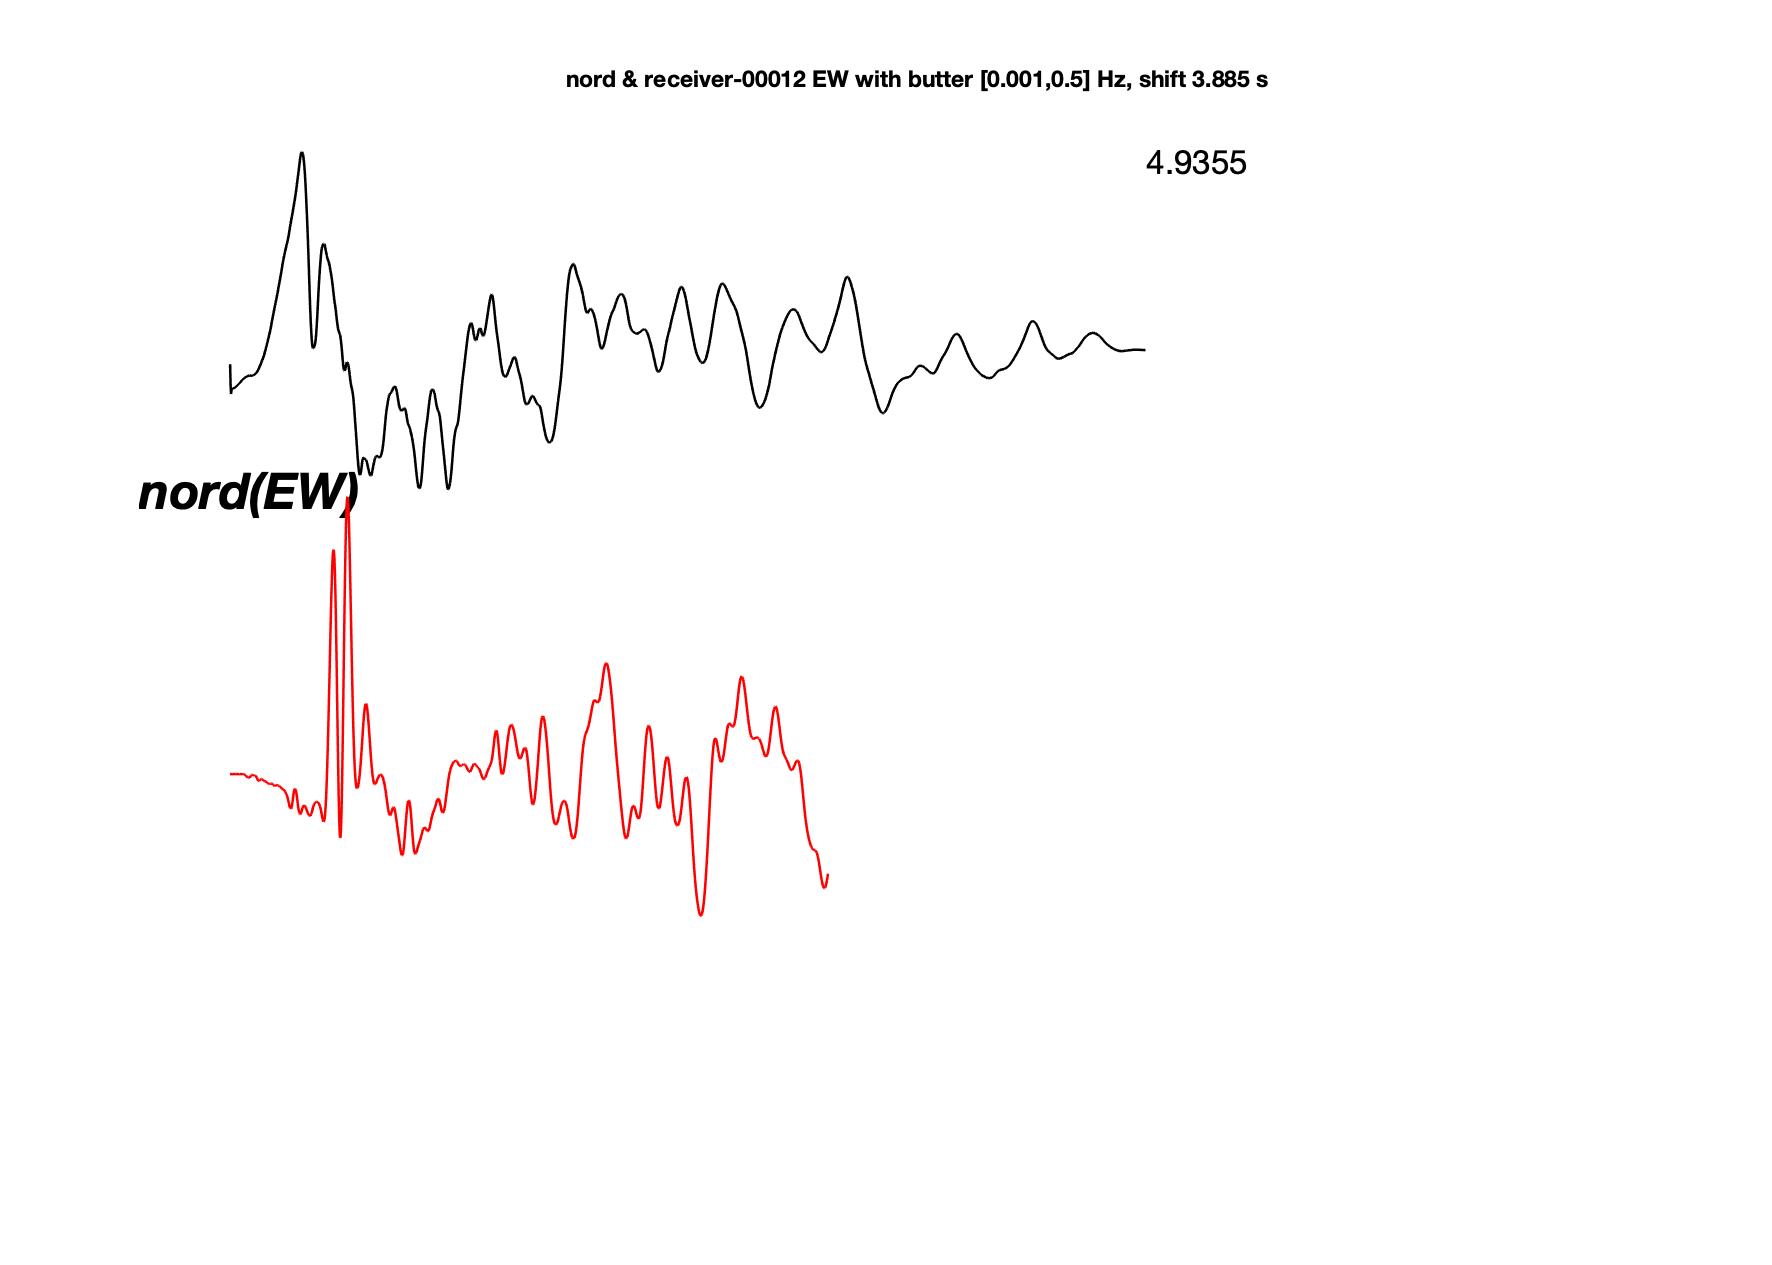 nord & receiver-00012 EW with butter [0.001,0.5] Hz, shift 3.885 s
4.9355
nord(EW)